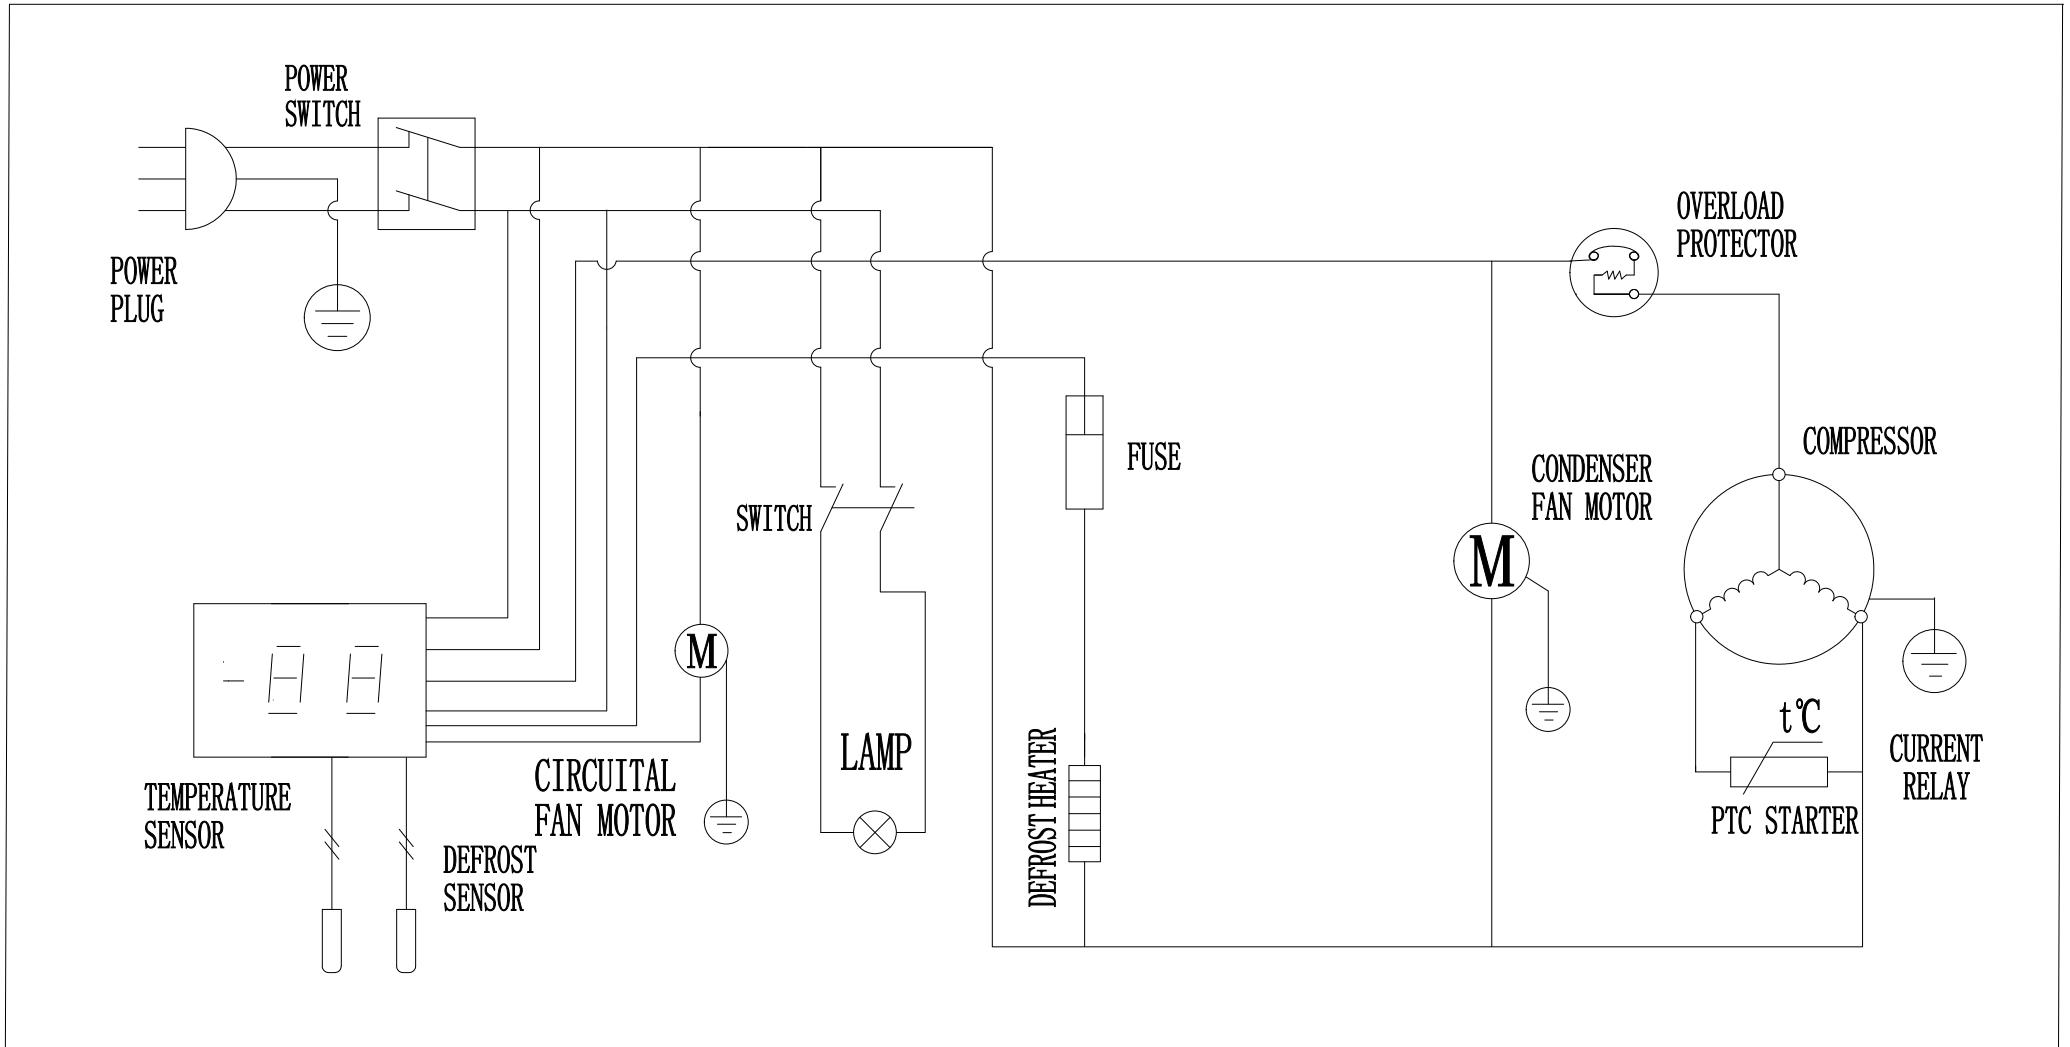 POWER
SWITCH
POWER
PLUG
OVERLOAD
PROTECTOR
COMPRESSOR
FUSE
CONDENSER
FAN MOTOR
SWITCH
M
M
t℃
LAMP
CURRENT
RELAY
DEFROST HEATER
CIRCUITAL
FAN MOTOR
TEMPERATURE
SENSOR
PTC STARTER
DEFROST
SENSOR